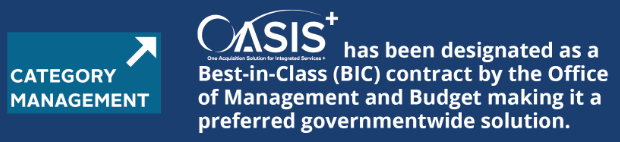 CATEGORY
MANAGEMENT
OASIS+
One Acquisition Solution for Integrated Services +
has been designated as a
Best-in-Class (BIC) contract by the Office
of Management and Budget making it a
preferred governmentwide solution.